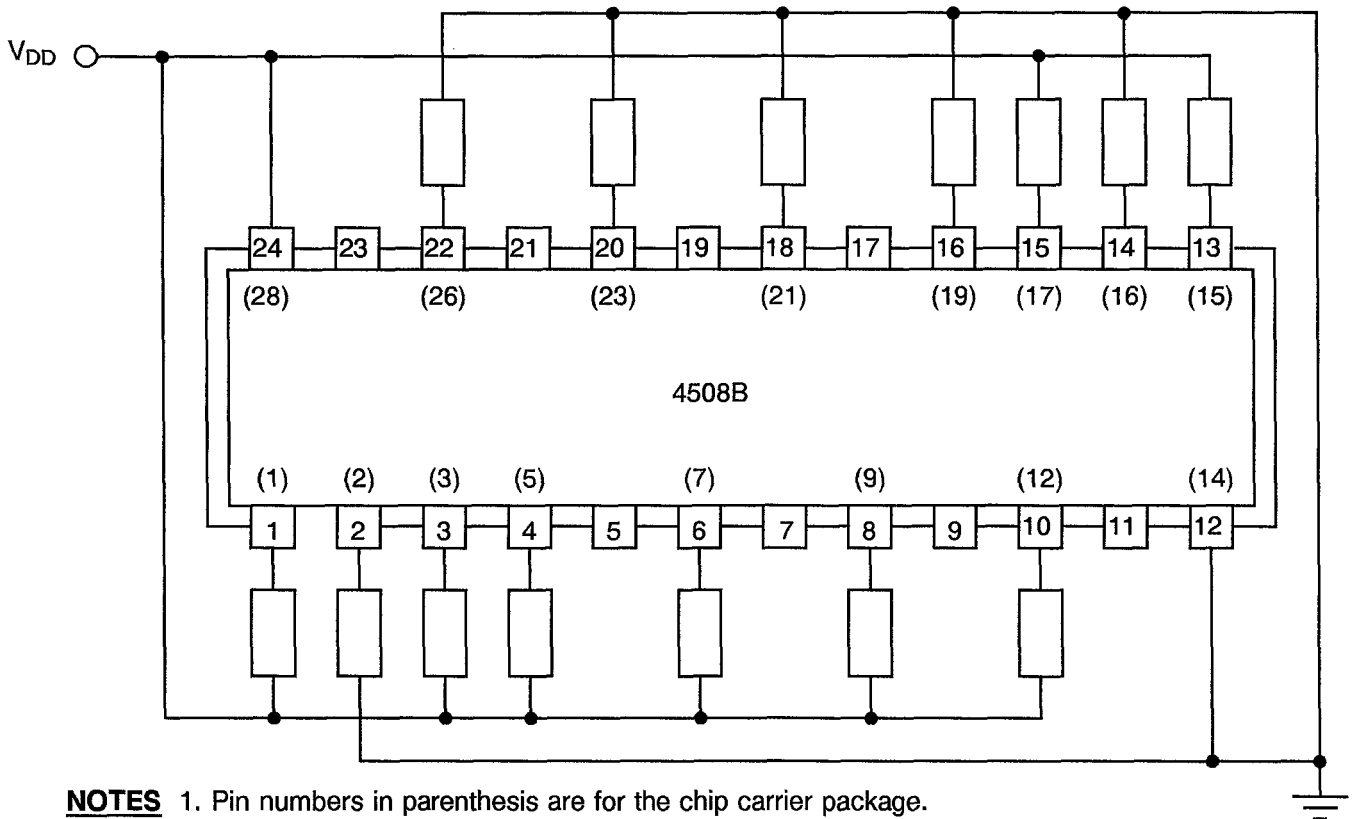 VDD
24 23 22 21 20 19 18 17 16 15 14 13
(28) (26) (23) (21) (19) (17) (16) (15)
4508B
(1) (2) (3) (5) (7) (9) (12) (14)
1 2 3 4 5 6 7 8 9 10 11 12
NOTES 1. Pin numbers in parenthesis are for the chip carrier package.